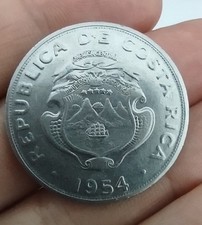 REPUBLICA DE COSTA RICA
· 1954 ·